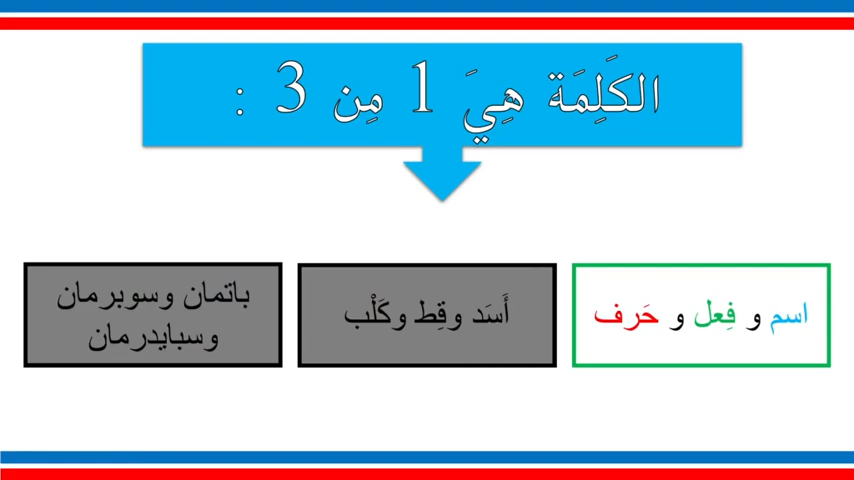 الكَلِمَة هِيَ 1 مِن 3 :
اسم و فِعل و حَرف
أَسَد وقِط وكَلْب
باتمان وسوبرمان
وسبايدرمان